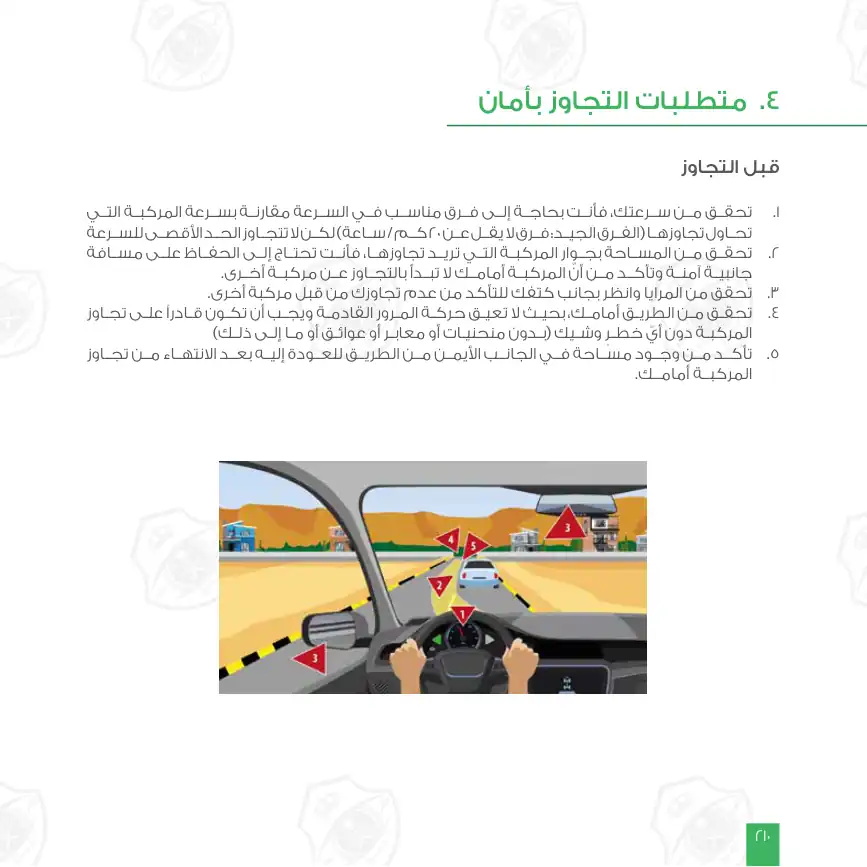 ٤. متطلبات التجاوز بأمان
قبل التجاوز
١. تحقق من سرعتك، فأنت بحاجة إلى فرق مناسب في السرعة مقارنة بسرعة المركبة التي
تحاول تجاوزها (الفرق الجيد: فرق لا يقل عن ٢٠ كم / ساعة) لكن لا تتجاوز الحد الأقصى للسرعة
٢. تحقق من المساحة بجوار المركبة التي تريد تجاوزها، فأنت تحتاج إلى الحفاظ على مسافة
جانبية آمنة وتأكد من أنّ المركبة أمامك لا تبدأ بالتجاوز عن مركبة أخرى.
٣. تحقق من المرايا وانظر بجانب كتفك للتأكد من عدم تجاوزك من قبل مركبة أخرى.
٤. تحقق من الطريق أمامك، بحيث لا تعيق حركة المرور القادمة ويجب أن تكون قادراً على تجاوز
المركبة دون أيّ خطر وشيك (بدون منحنيات أو معابر أو عوائق أو ما إلى ذلك)
٥. تأكد من وجود مساحة في الجانب الأيمن من الطريق للعودة إليه بعد الانتهاء من تجاوز
المركبة أمامك.
3
4
5
2
1
3
٢١٠